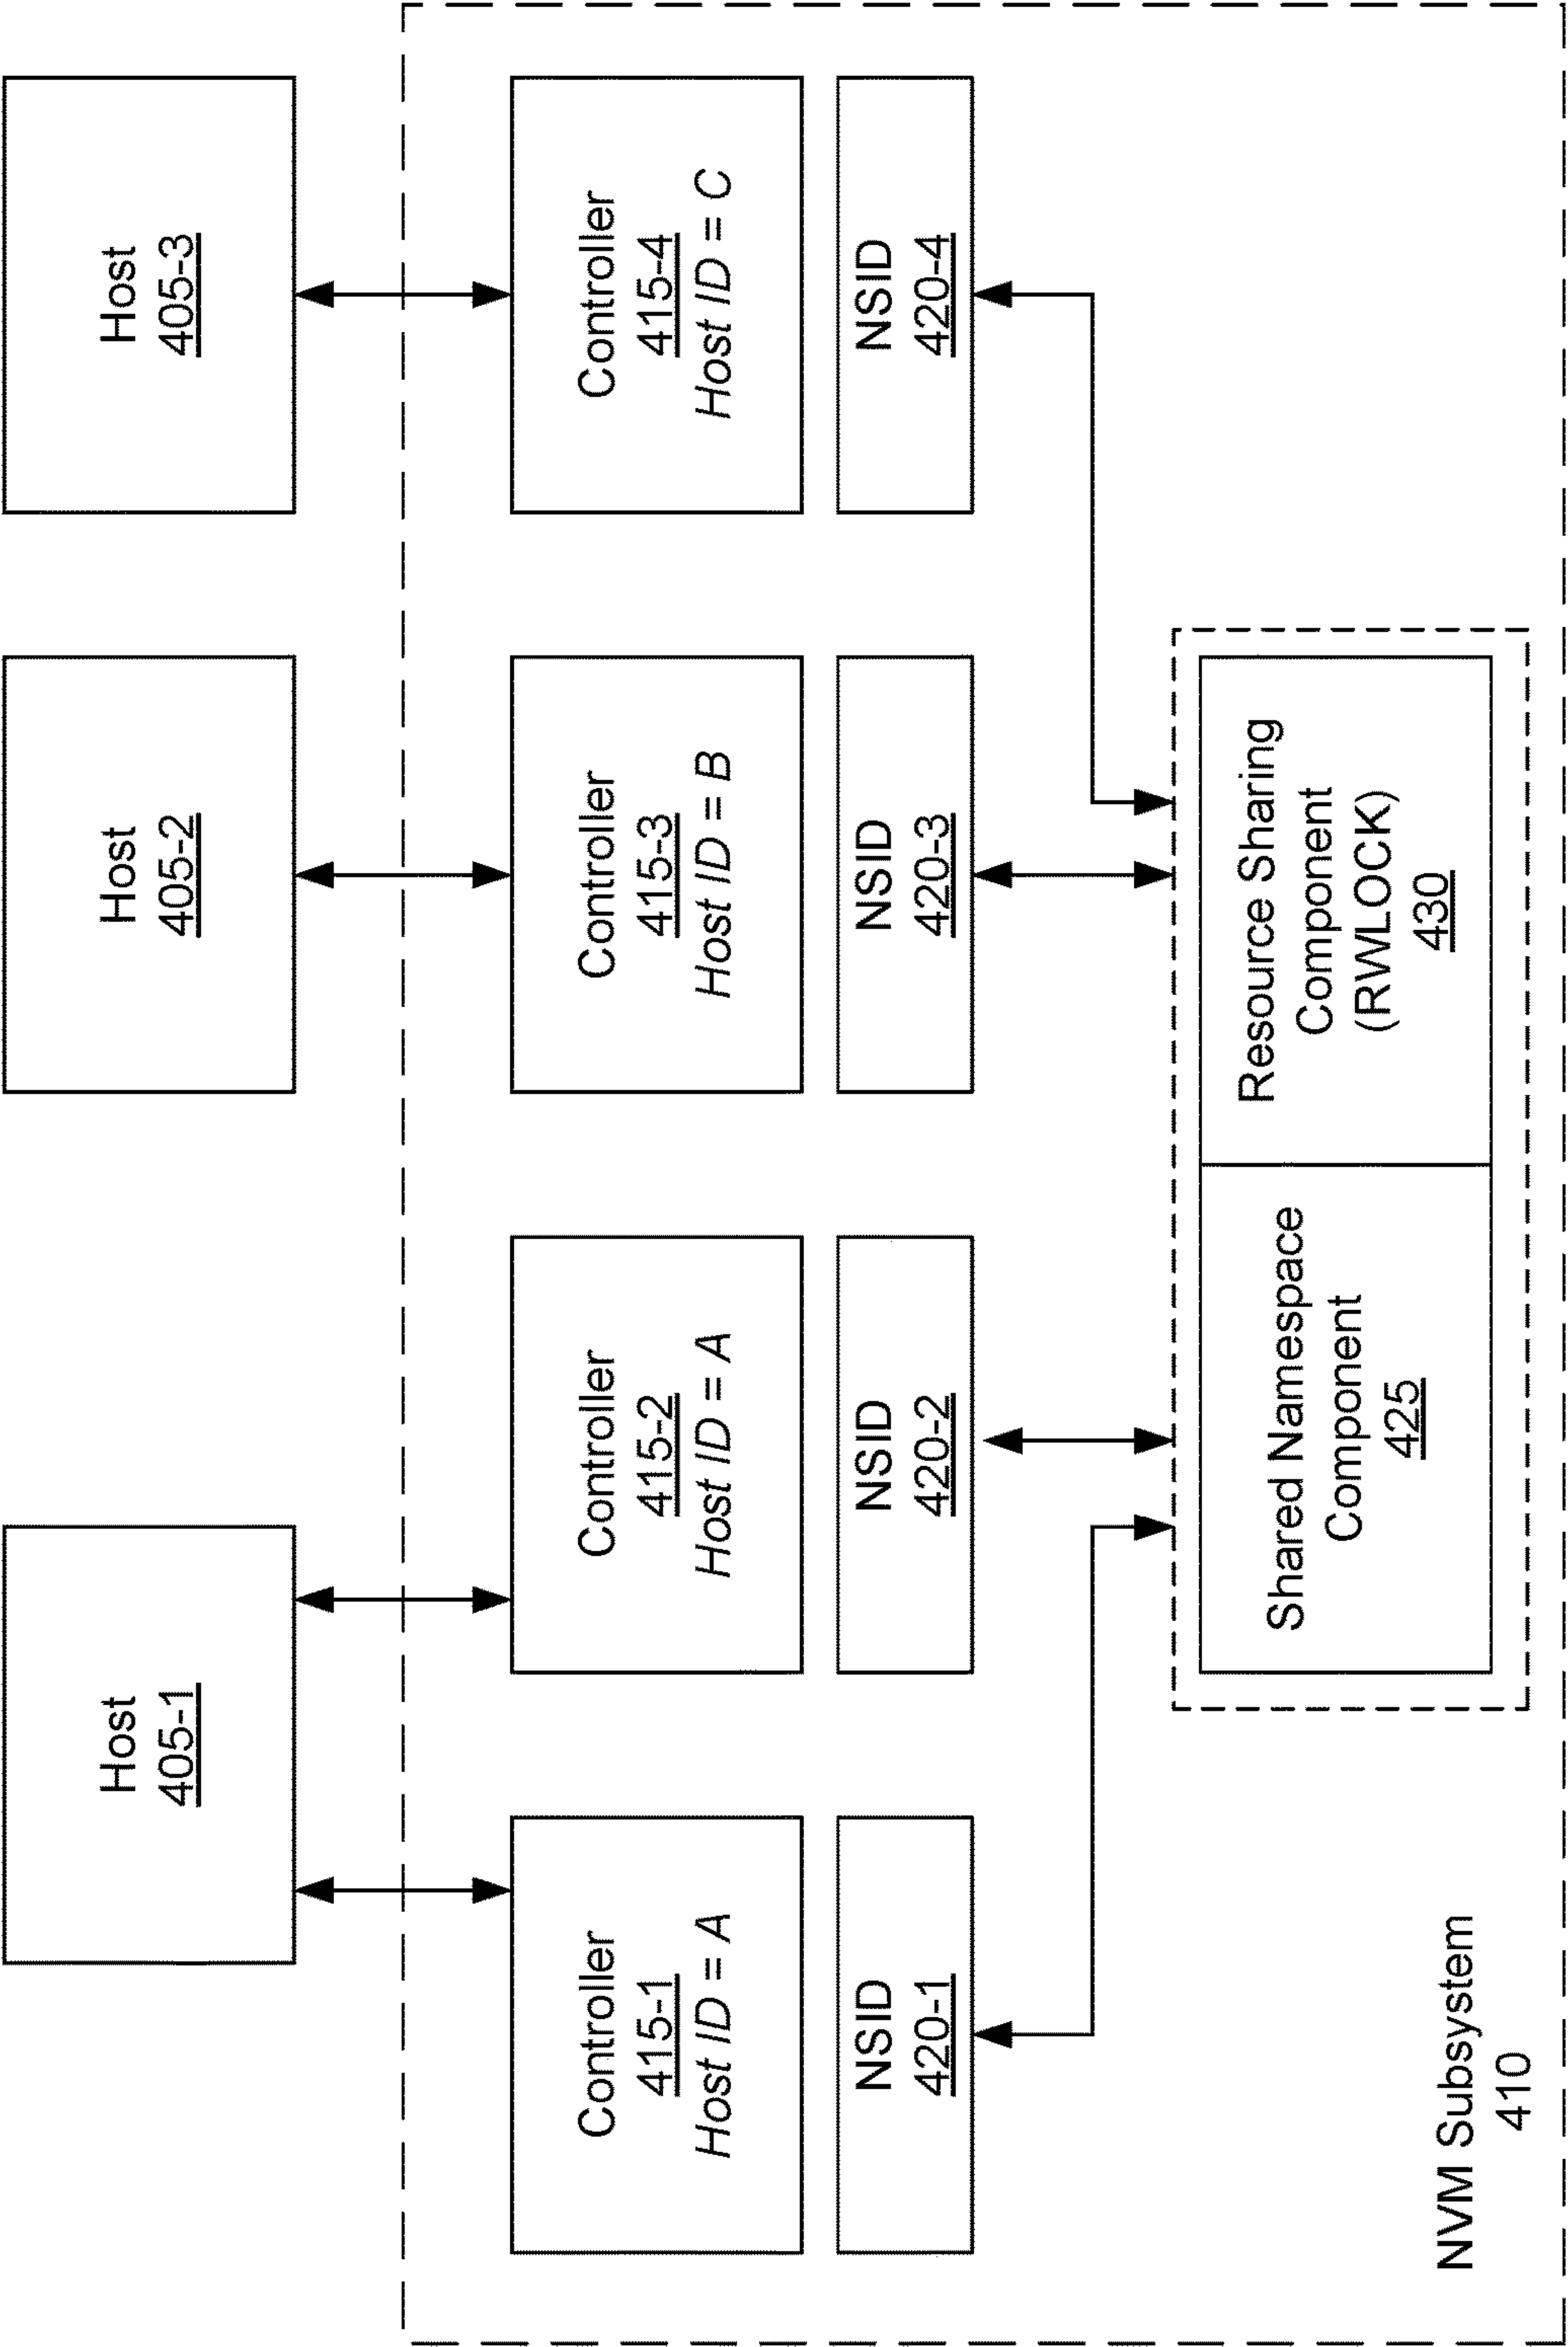 Host
405-1
Host
405-2
Host
405-3
Controller
415-1
Host ID = A
Controller
415-2
Host ID = A
Controller
415-3
Host ID = B
Controller
415-4
Host ID = C
NSID
420-1
NSID
420-2
NSID
420-3
NSID
420-4
Shared Namespace
Component
425
Resource Sharing
Component
(RWLOCK)
430
NVM Subsystem
410